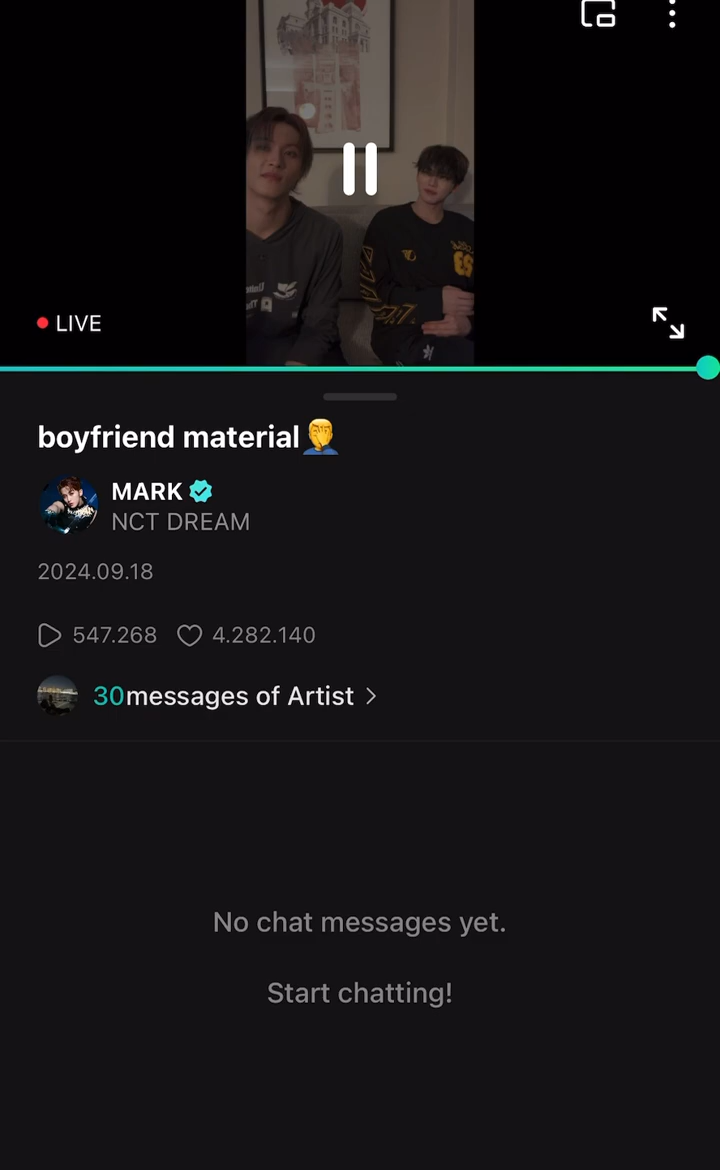 LIVE
boyfriend material🤦‍♂️
MARK
NCT DREAM
2024.09.18
547.268 4.282.140
30messages of Artist >
No chat messages yet.
Start chatting!